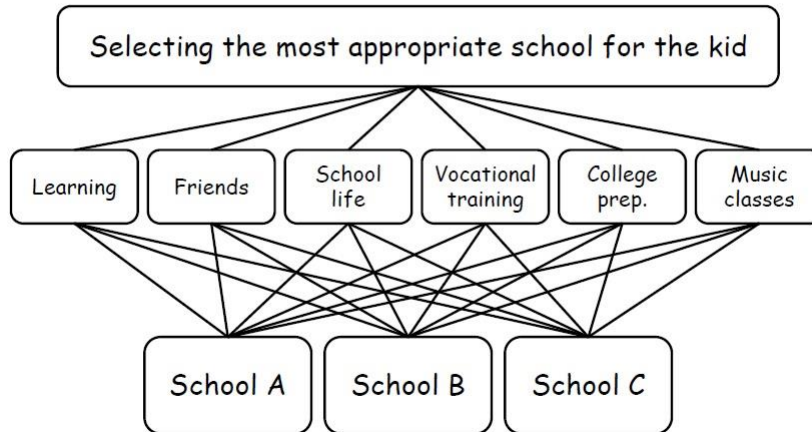 Selecting the most appropriate school for the kid
Learning
Friends
School
life
Vocational
training
College
prep.
Music
classes
School A
School B
School C